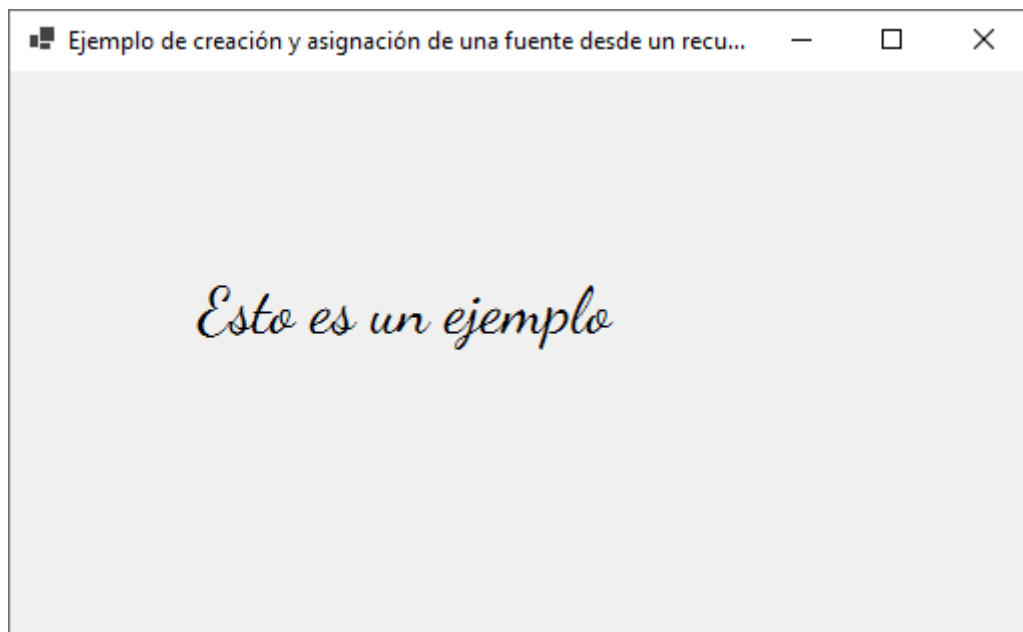 Ejemplo de creación y asignación de una fuente desde un recu...
Esto es un ejemplo